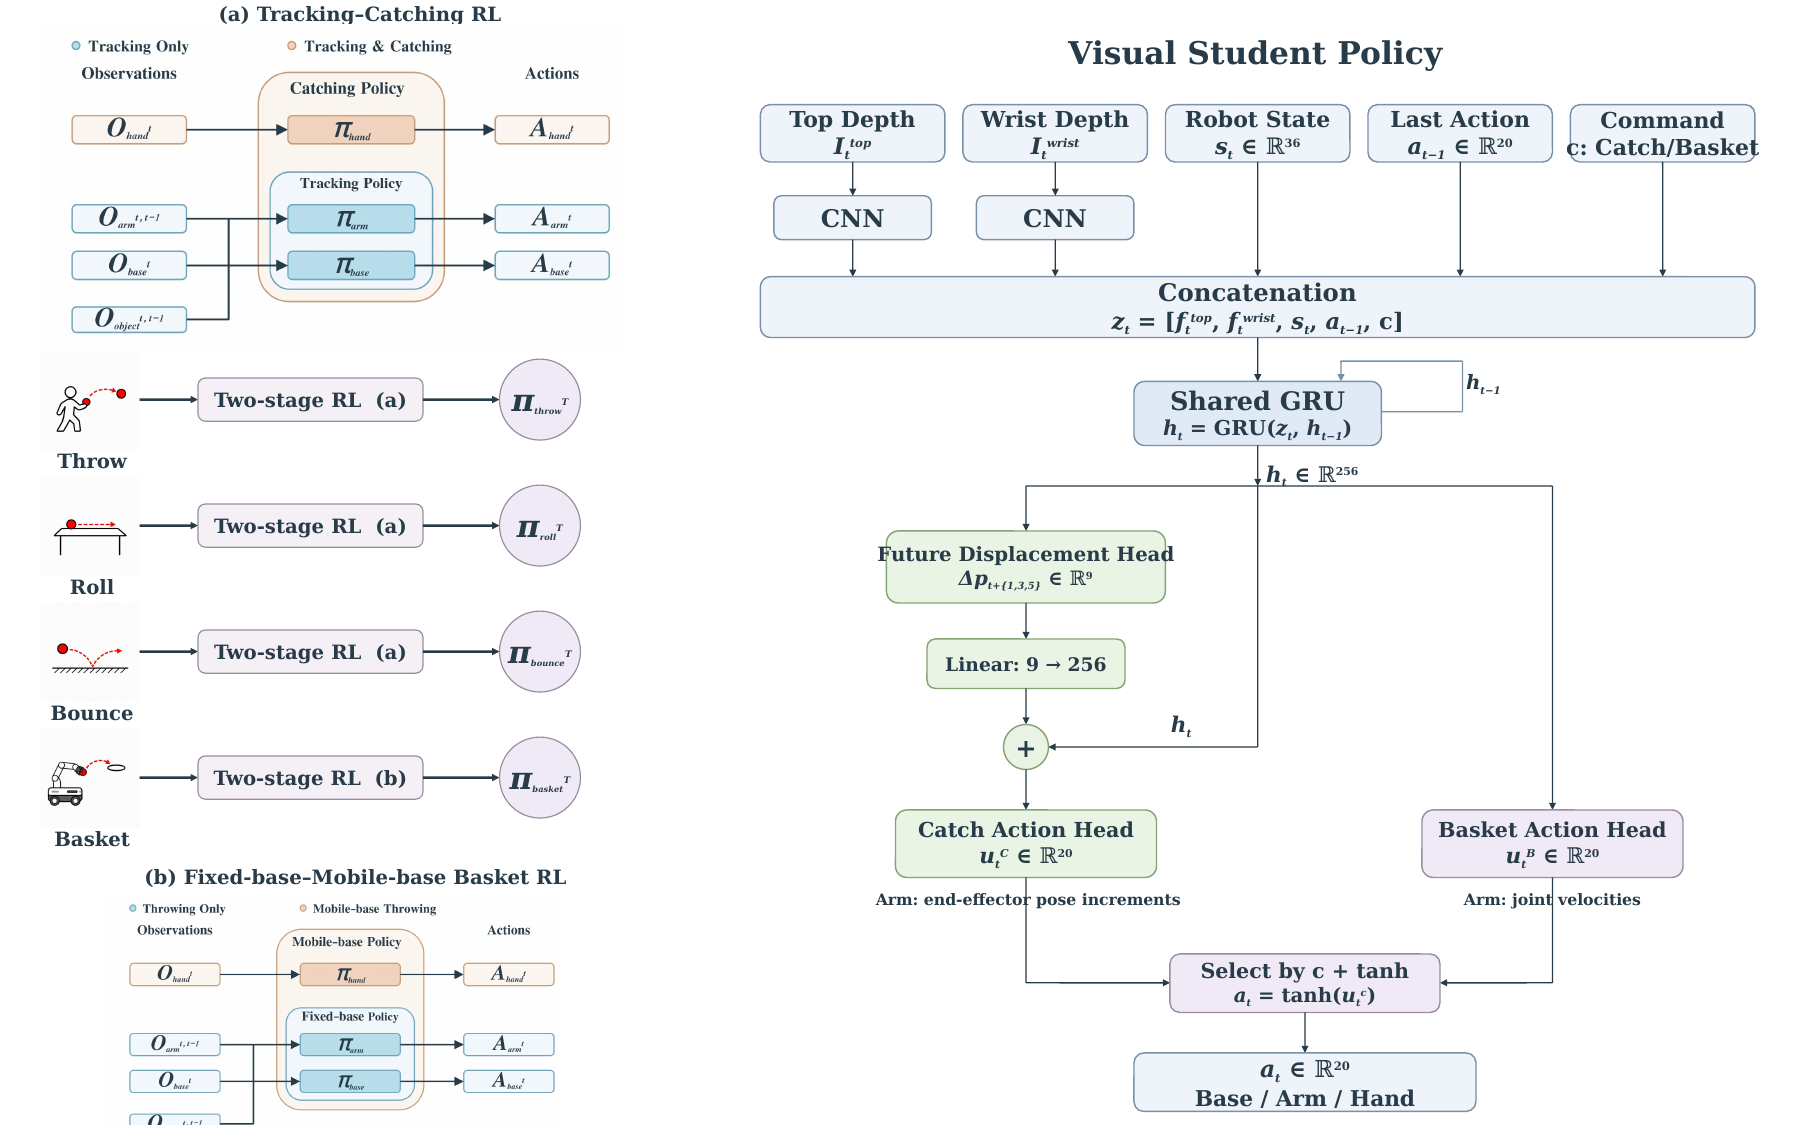 (a) Tracking–Catching RL
Tracking Only
Tracking & Catching
Observations
Actions
Catching Policy
O_hand^t
π_hand
A_hand^t
Tracking Policy
O_arm^t,t−1
π_arm
A_arm^t
O_base^t
π_base
A_base^t
O_object^t,t−1
Two-stage RL (a)
π_throw^T
Throw
Two-stage RL (a)
π_roll^T
Roll
Two-stage RL (a)
π_bounce^T
Bounce
Two-stage RL (b)
π_basket^T
Basket
(b) Fixed-base–Mobile-base Basket RL
Throwing Only
Mobile-base Throwing
Observations
Actions
Mobile-base Policy
O_hand^t
π_hand
A_hand^t
Fixed-base Policy
O_arm^t,t−1
π_arm
A_arm^t
O_base^t
π_base
A_base^t
Visual Student Policy
Top Depth
I_t^top
Wrist Depth
I_t^wrist
Robot State
s_t ∈ ℝ³⁶
Last Action
a_t−1 ∈ ℝ²⁰
Command
c: Catch/Basket
CNN
CNN
Concatenation
z_t = [f_t^top, f_t^wrist, s_t, a_t−1, c]
Shared GRU
h_t = GRU(z_t, h_t−1)
h_t−1
h_t ∈ ℝ²⁵⁶
Future Displacement Head
Δp_t+{1,3,5} ∈ ℝ⁹
Linear: 9 → 256
h_t
+
Catch Action Head
u_t^C ∈ ℝ²⁰
Basket Action Head
u_t^B ∈ ℝ²⁰
Arm: end-effector pose increments
Arm: joint velocities
Select by c + tanh
a_t = tanh(u_t^c)
a_t ∈ ℝ²⁰
Base / Arm / Hand